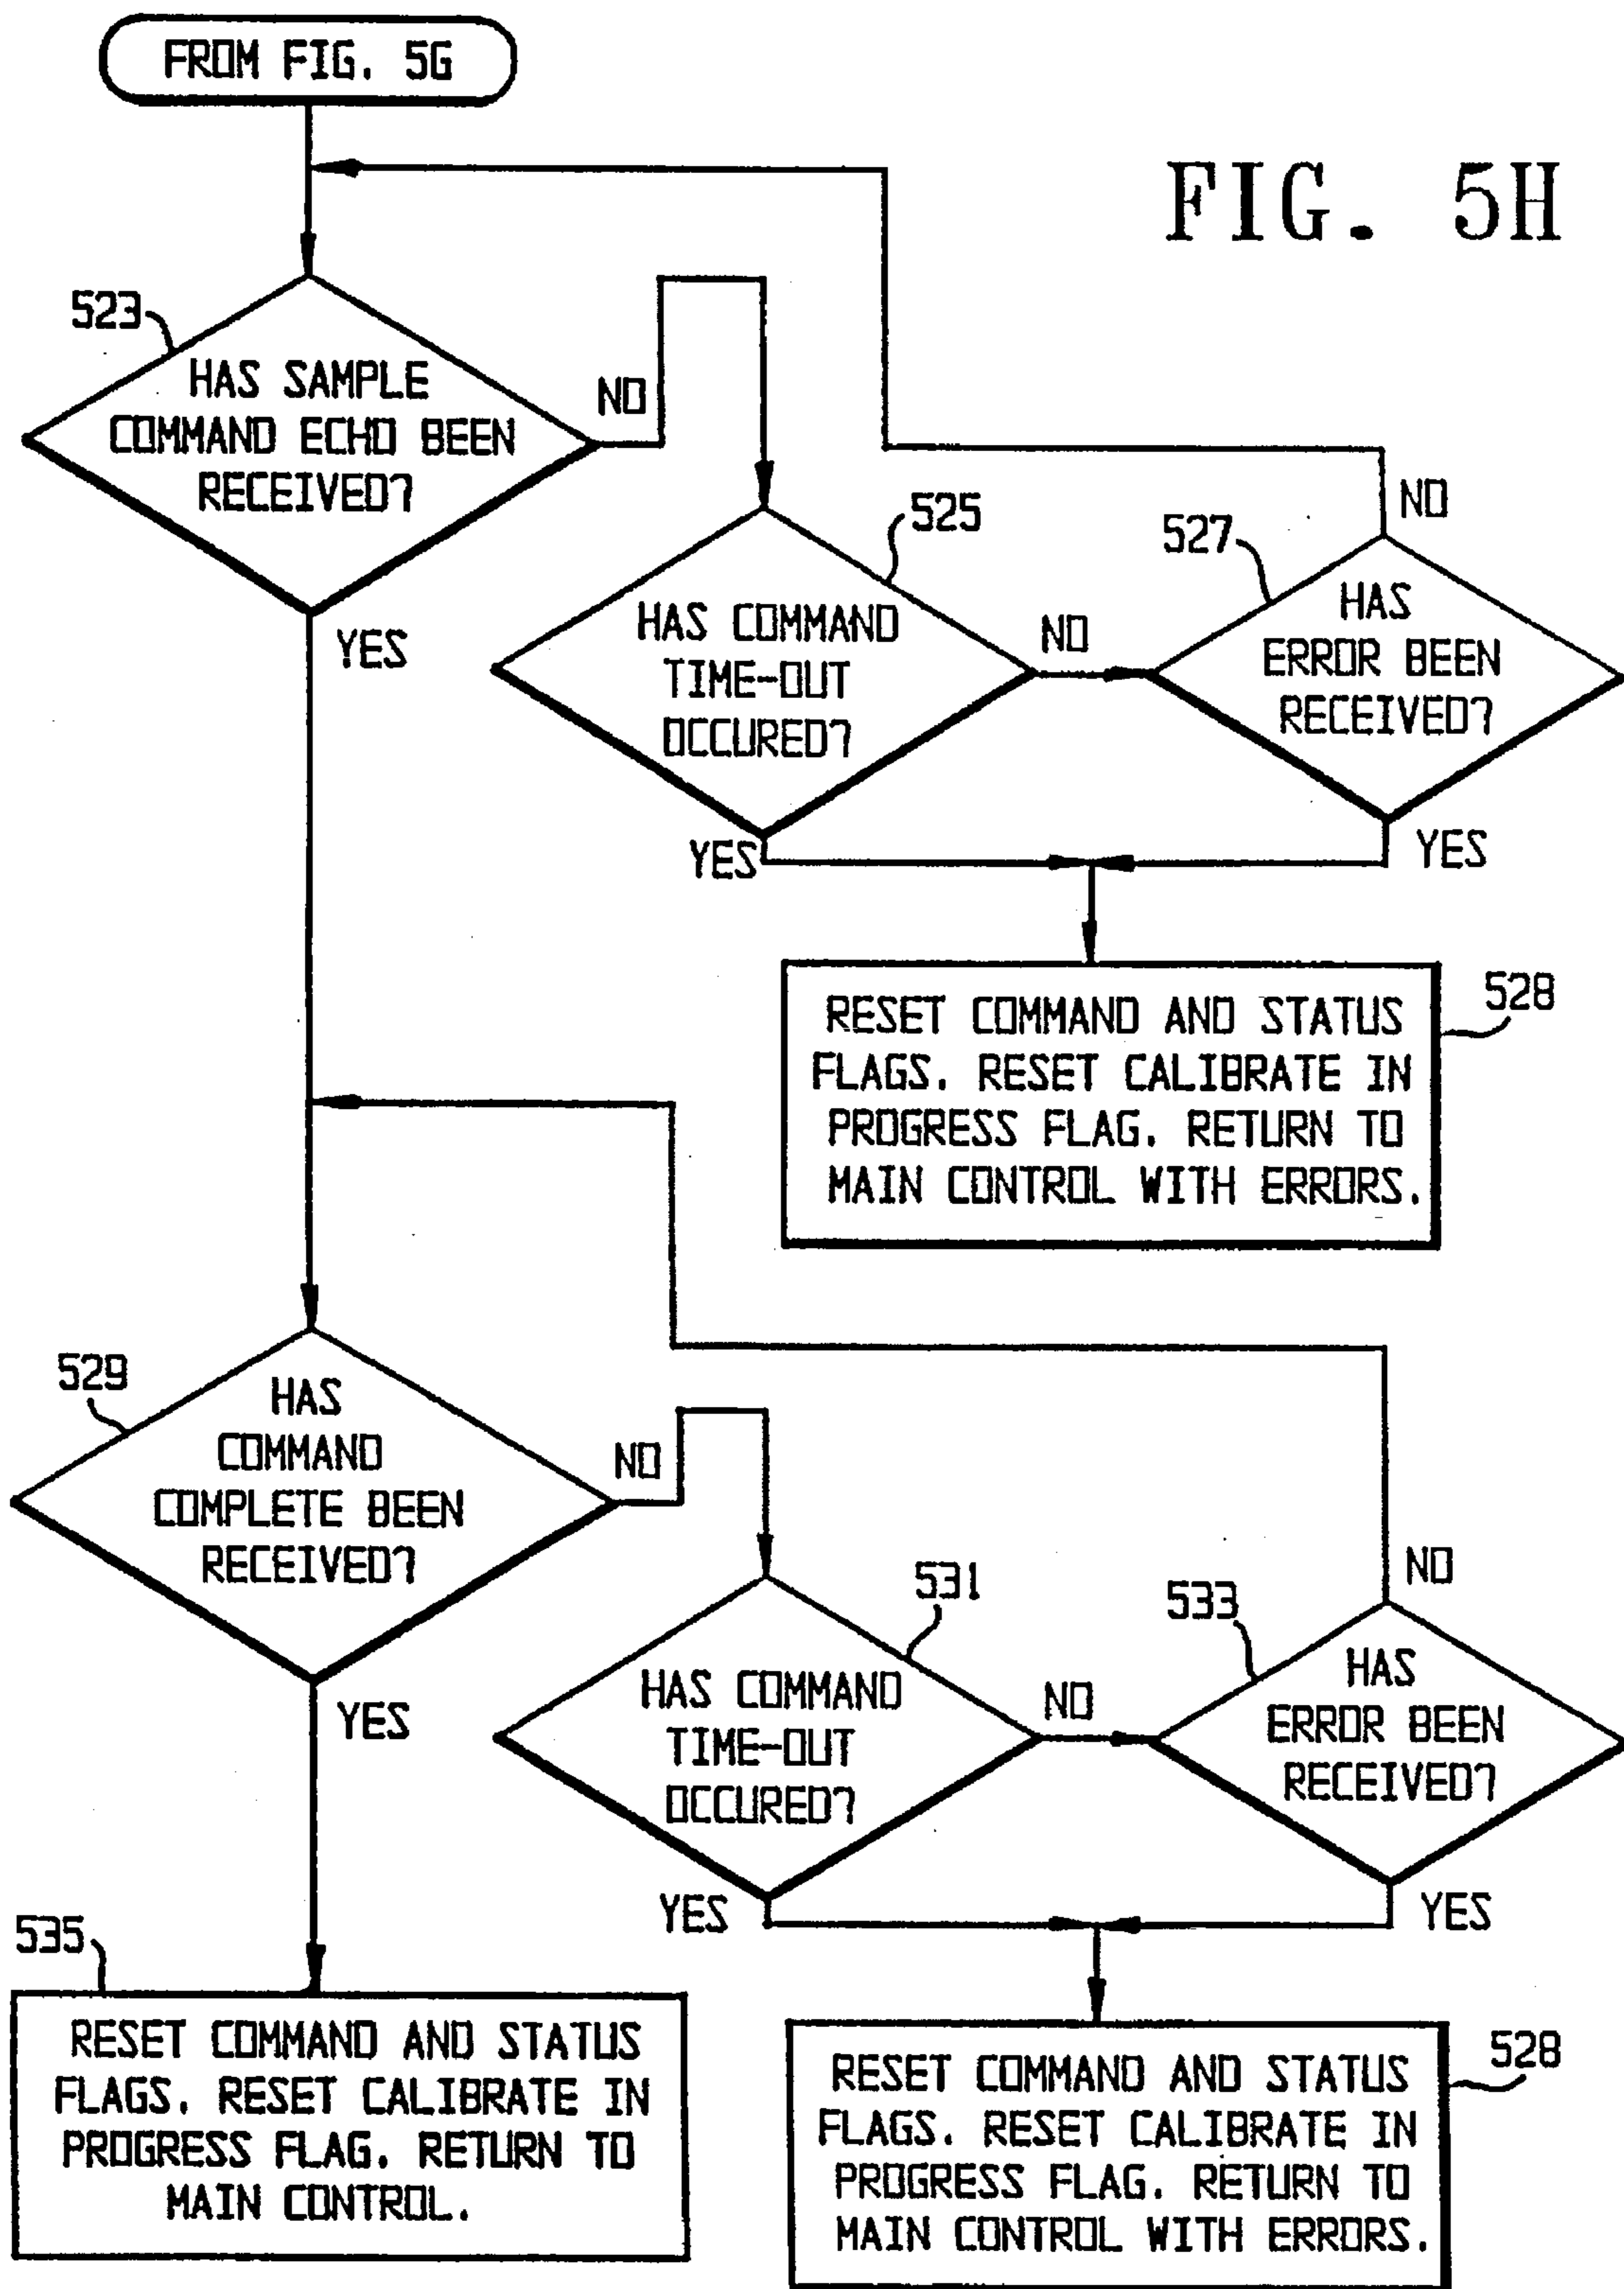 FROM FIG. 5G
FIG. 5H
523
HAS SAMPLE
COMMAND ECHO BEEN
RECEIVED?
NO
YES
525
HAS COMMAND
TIME-OUT
OCCURED?
NO
YES
527
HAS
ERROR BEEN
RECEIVED?
NO
YES
528
RESET COMMAND AND STATUS
FLAGS. RESET CALIBRATE IN
PROGRESS FLAG. RETURN TO
MAIN CONTROL WITH ERRORS.
529
HAS
COMMAND
COMPLETE BEEN
RECEIVED?
NO
YES
531
HAS COMMAND
TIME-OUT
OCCURED?
NO
YES
533
HAS
ERROR BEEN
RECEIVED?
NO
YES
535
RESET COMMAND AND STATUS
FLAGS. RESET CALIBRATE IN
PROGRESS FLAG. RETURN TO
MAIN CONTROL.
528
RESET COMMAND AND STATUS
FLAGS. RESET CALIBRATE IN
PROGRESS FLAG. RETURN TO
MAIN CONTROL WITH ERRORS.